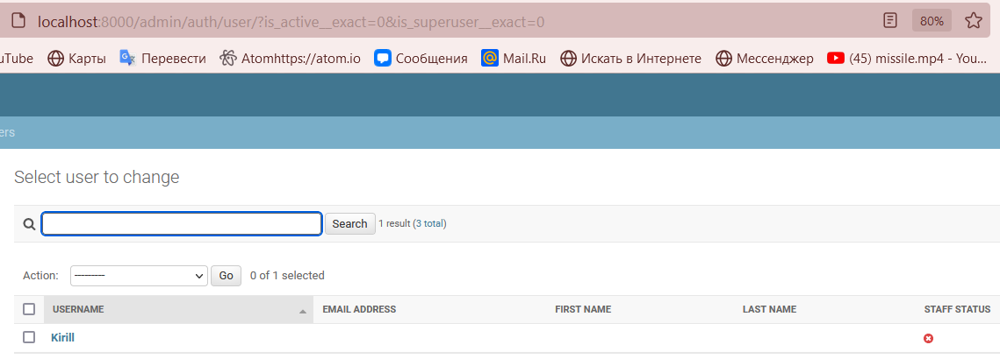 localhost:8000/admin/auth/user/?is_active__exact=0&is_superuser__exact=0 80%
uTube Карты Перевести Atomhttps://atom.io Сообщения Mail.Ru Искать в Интернете Мессенджер (45) missile.mp4 - You...
ers
Select user to change
Search 1 result (3 total)
Action: --------- Go 0 of 1 selected
USERNAME EMAIL ADDRESS FIRST NAME LAST NAME STAFF STATUS
Kirill